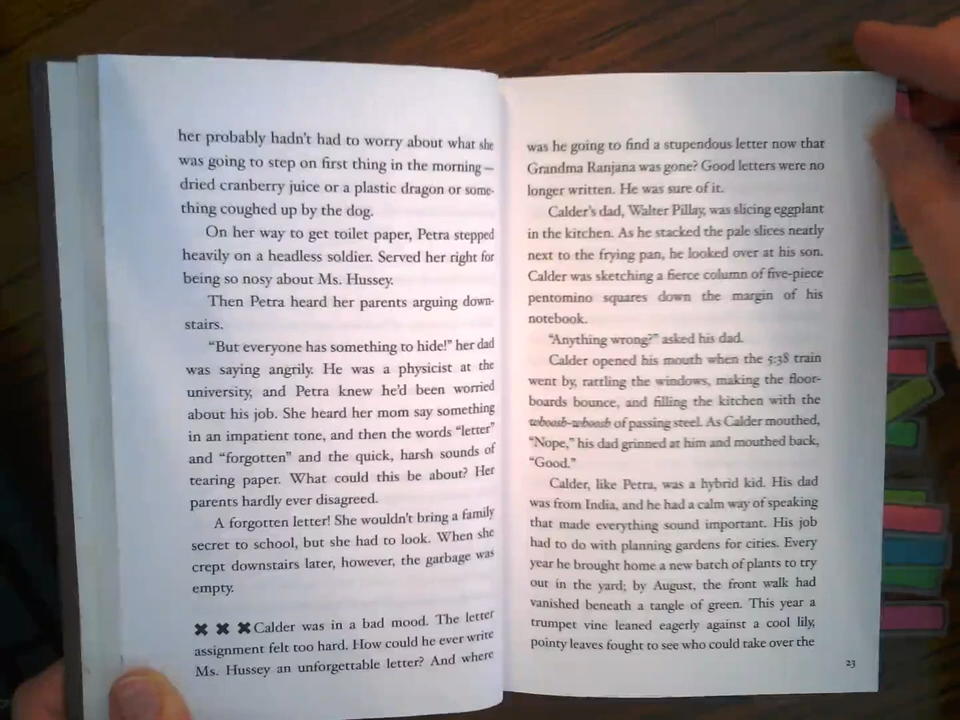 her probably hadn't had to worry about what she
was going to step on first thing in the morning—
dried cranberry juice or a plastic dragon or some-
thing coughed up by the dog.
On her way to get toilet paper, Petra stepped
heavily on a headless soldier. Served her right for
being so nosy about Ms. Hussey.
Then Petra heard her parents arguing down-
stairs.
"But everyone has something to hide!" her dad
was saying angrily. He was a physicist at the
university, and Petra knew he'd been worried
about his job. She heard her mom say something
in an impatient tone, and then the words "letter"
and "forgotten" and the quick, harsh sounds of
tearing paper. What could this be about? Her
parents hardly ever disagreed.
A forgotten letter! She wouldn't bring a family
secret to school, but she had to look. When she
crept downstairs later, however, the garbage was
empty.
✖ ✖ ✖ Calder was in a bad mood. The letter
assignment felt too hard. How could he ever write
Ms. Hussey an unforgettable letter? And where
was he going to find a stupendous letter now that
Grandma Ranjana was gone? Good letters were no
longer written. He was sure of it.
Calder's dad, Walter Pillay, was slicing eggplant
in the kitchen. As he stacked the pale slices neatly
next to the frying pan, he looked over at his son.
Calder was sketching a fierce column of five-piece
pentomino squares down the margin of his
notebook.
"Anything wrong?" asked his dad.
Calder opened his mouth when the 5:38 train
went by, rattling the windows, making the floor-
boards bounce, and filling the kitchen with the
whoosh-whoosh of passing steel. As Calder mouthed,
"Nope," his dad grinned at him and mouthed back,
"Good."
Calder, like Petra, was a hybrid kid. His dad
was from India, and he had a calm way of speaking
that made everything sound important. His job
had to do with planning gardens for cities. Every
year he brought home a new batch of plants to try
out in the yard; by August, the front walk had
vanished beneath a tangle of green. This year a
trumpet vine leaned eagerly against a cool lily,
pointy leaves fought to see who could take over the
23